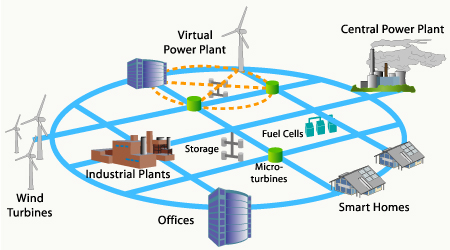 Virtual
Power Plant
Central Power Plant
Fuel Cells
Storage
Micro-
turbines
Industrial Plants
Wind
Turbines
Offices
Smart Homes